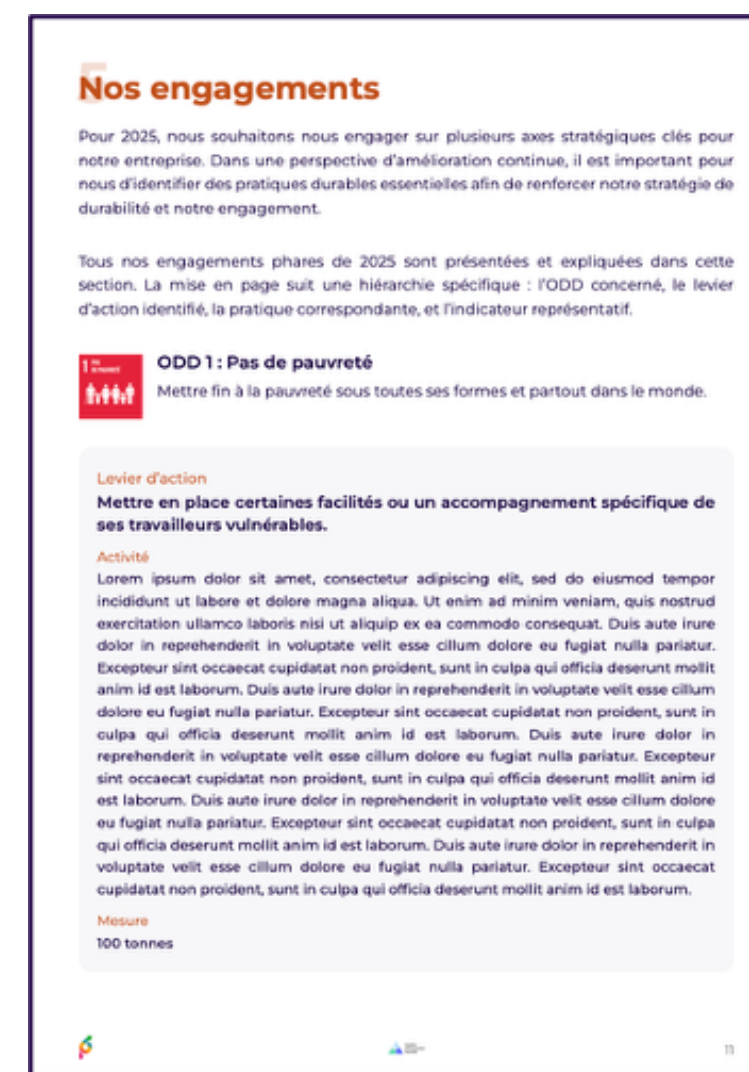 5
Nos engagements
Pour 2025, nous souhaitons nous engager sur plusieurs axes stratégiques clés pour
notre entreprise. Dans une perspective d'amélioration continue, il est important pour
nous d'identifier des pratiques durables essentielles afin de renforcer notre stratégie de
durabilité et notre engagement.
Tous nos engagements phares de 2025 sont présentées et expliquées dans cette
section. La mise en page suit une hiérarchie spécifique : l'ODD concerné, le levier
d'action identifié, la pratique correspondante, et l'indicateur représentatif.
1 PAS
DE PAUVRETÉ
ODD 1 : Pas de pauvreté
Mettre fin à la pauvreté sous toutes ses formes et partout dans le monde.
Levier d'action
Mettre en place certaines facilités ou un accompagnement spécifique de
ses travailleurs vulnérables.
Activité
Lorem ipsum dolor sit amet, consectetur adipiscing elit, sed do eiusmod tempor
incididunt ut labore et dolore magna aliqua. Ut enim ad minim veniam, quis nostrud
exercitation ullamco laboris nisi ut aliquip ex ea commodo consequat. Duis aute irure
dolor in reprehenderit in voluptate velit esse cillum dolore eu fugiat nulla pariatur.
Excepteur sint occaecat cupidatat non proident, sunt in culpa qui officia deserunt mollit
anim id est laborum. Duis aute irure dolor in reprehenderit in voluptate velit esse cillum
dolore eu fugiat nulla pariatur. Excepteur sint occaecat cupidatat non proident, sunt in
culpa qui officia deserunt mollit anim id est laborum. Duis aute irure dolor in
reprehenderit in voluptate velit esse cillum dolore eu fugiat nulla pariatur. Excepteur
sint occaecat cupidatat non proident, sunt in culpa qui officia deserunt mollit anim id
est laborum. Duis aute irure dolor in reprehenderit in voluptate velit esse cillum dolore
eu fugiat nulla pariatur. Excepteur sint occaecat cupidatat non proident, sunt in culpa
qui officia deserunt mollit anim id est laborum. Duis aute irure dolor in reprehenderit in
voluptate velit esse cillum dolore eu fugiat nulla pariatur. Excepteur sint occaecat
cupidatat non proident, sunt in culpa qui officia deserunt mollit anim id est laborum.
Mesure
100 tonnes
11